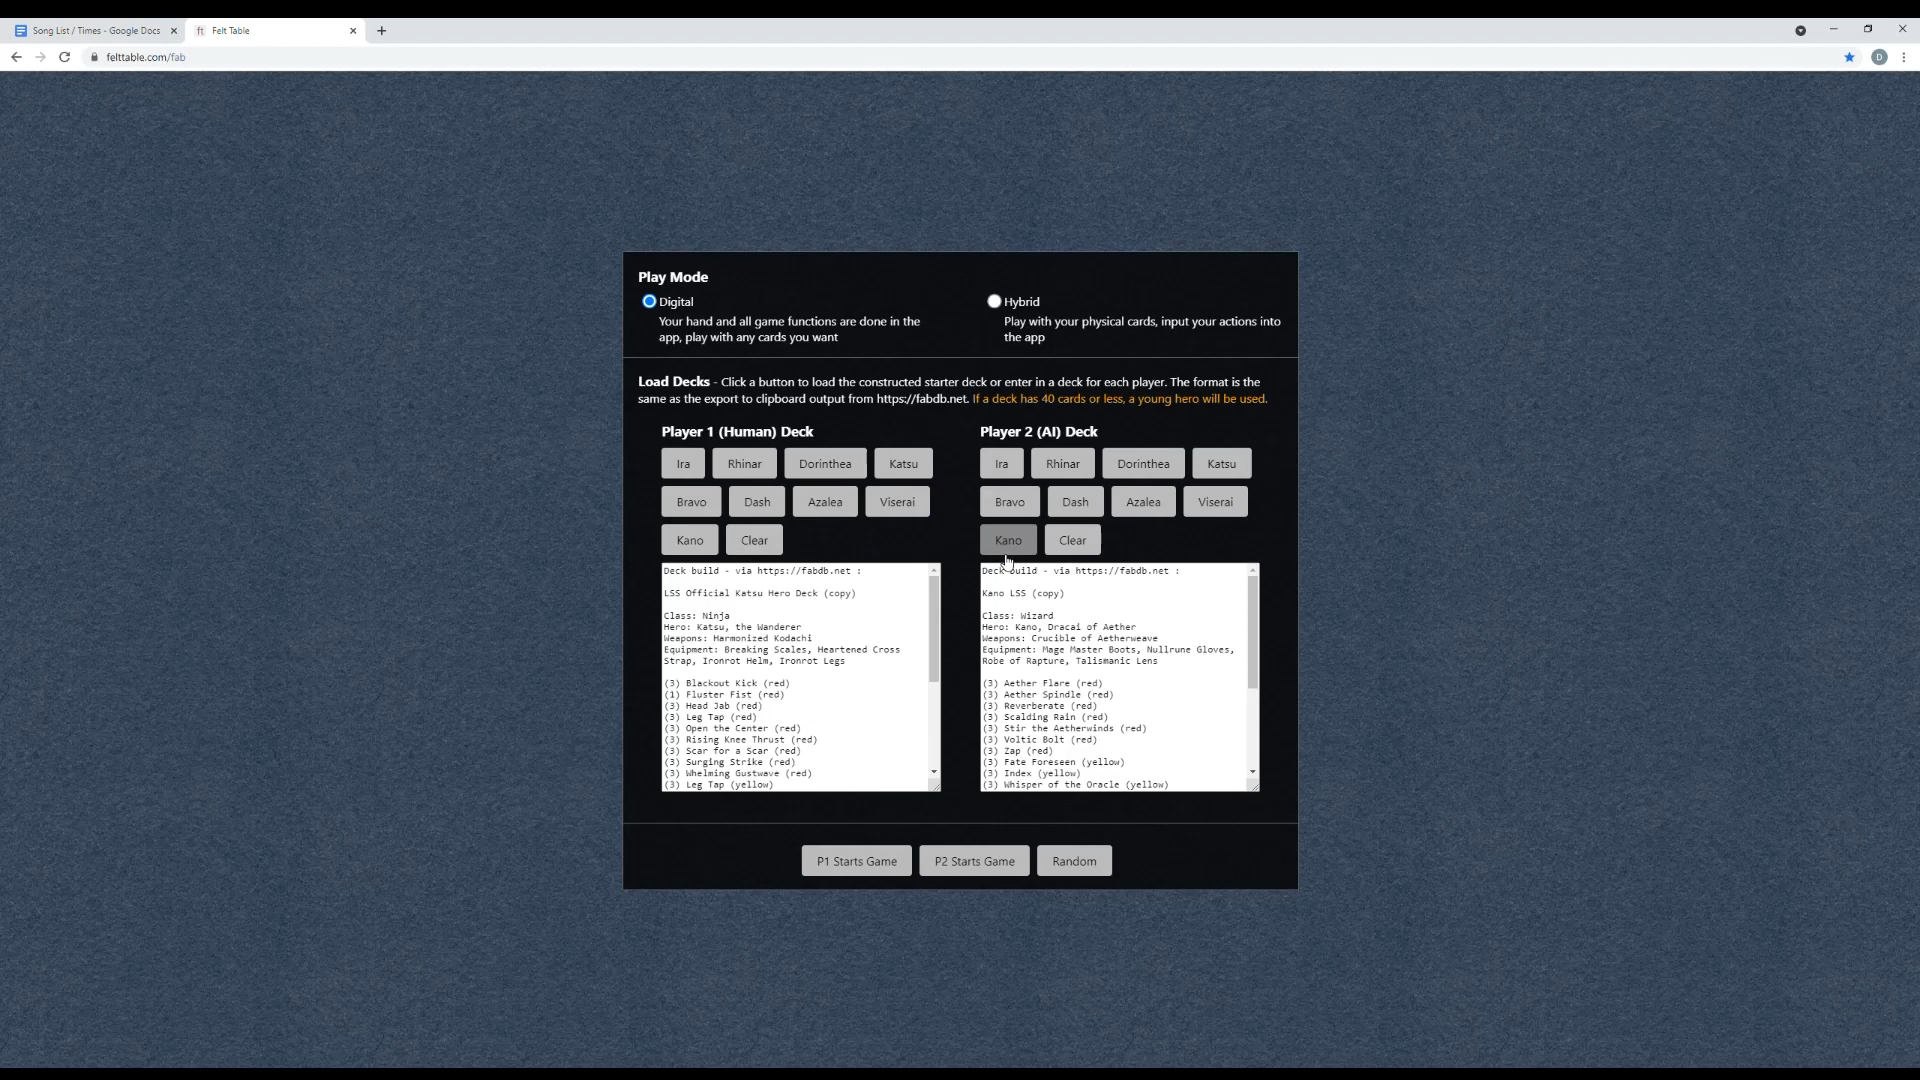 Song List / Times - Google Docs
ft Felt Table
felttable.com/fab
D
Play Mode
Digital
Your hand and all game functions are done in the
app, play with any cards you want
Hybrid
Play with your physical cards, input your actions into
the app
Load Decks - Click a button to load the constructed starter deck or enter in a deck for each player. The format is the
same as the export to clipboard output from https://fabdb.net. If a deck has 40 cards or less, a young hero will be used.
Player 1 (Human) Deck
Ira Rhinar Dorinthea Katsu
Bravo Dash Azalea Viserai
Kano Clear
Deck build - via https://fabdb.net :
LSS Official Katsu Hero Deck (copy)
Class: Ninja
Hero: Katsu, the Wanderer
Weapons: Harmonized Kodachi
Equipment: Breaking Scales, Heartened Cross
Strap, Ironrot Helm, Ironrot Legs
(3) Blackout Kick (red)
(1) Fluster Fist (red)
(3) Head Jab (red)
(3) Leg Tap (red)
(3) Open the Center (red)
(3) Rising Knee Thrust (red)
(3) Scar for a Scar (red)
(3) Surging Strike (red)
(3) Whelming Gustwave (red)
(3) Leg Tap (yellow)
Player 2 (AI) Deck
Ira Rhinar Dorinthea Katsu
Bravo Dash Azalea Viserai
Kano Clear
Deck build - via https://fabdb.net :
Kano LSS (copy)
Class: Wizard
Hero: Kano, Dracai of Aether
Weapons: Crucible of Aetherweave
Equipment: Mage Master Boots, Nullrune Gloves,
Robe of Rapture, Talismanic Lens
(3) Aether Flare (red)
(3) Aether Spindle (red)
(3) Reverberate (red)
(3) Scalding Rain (red)
(3) Stir the Aetherwinds (red)
(3) Voltic Bolt (red)
(3) Zap (red)
(3) Fate Foreseen (yellow)
(3) Index (yellow)
(3) Whisper of the Oracle (yellow)
P1 Starts Game P2 Starts Game Random